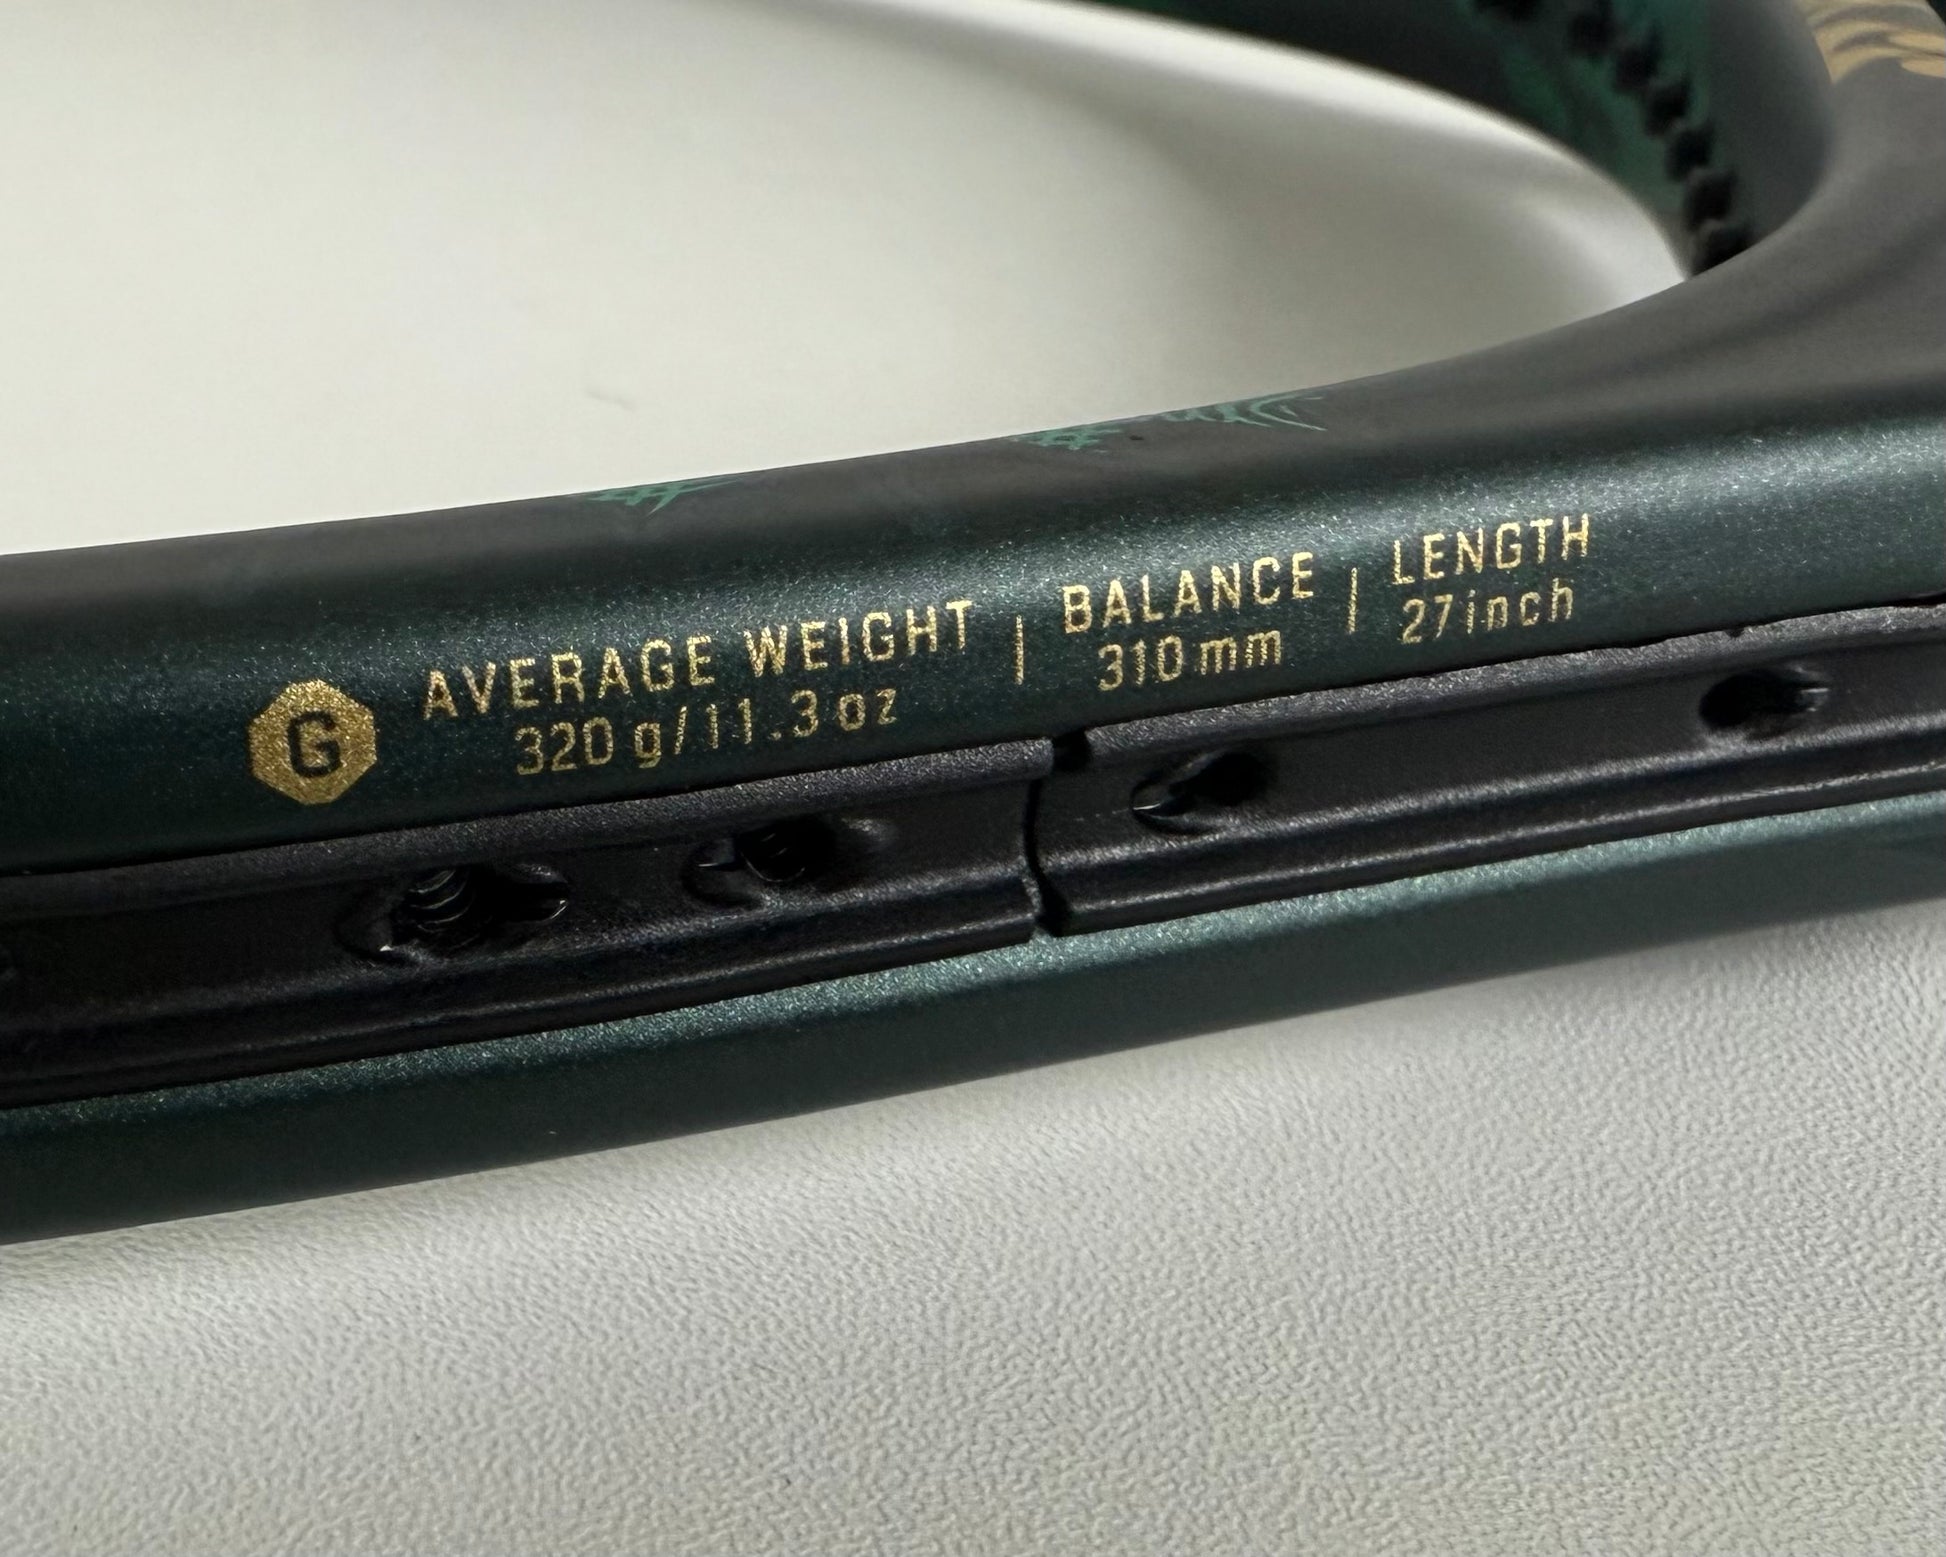 G
AVERAGE WEIGHT | BALANCE | LENGTH
320 g/11.3 oz 310 mm 27 inch